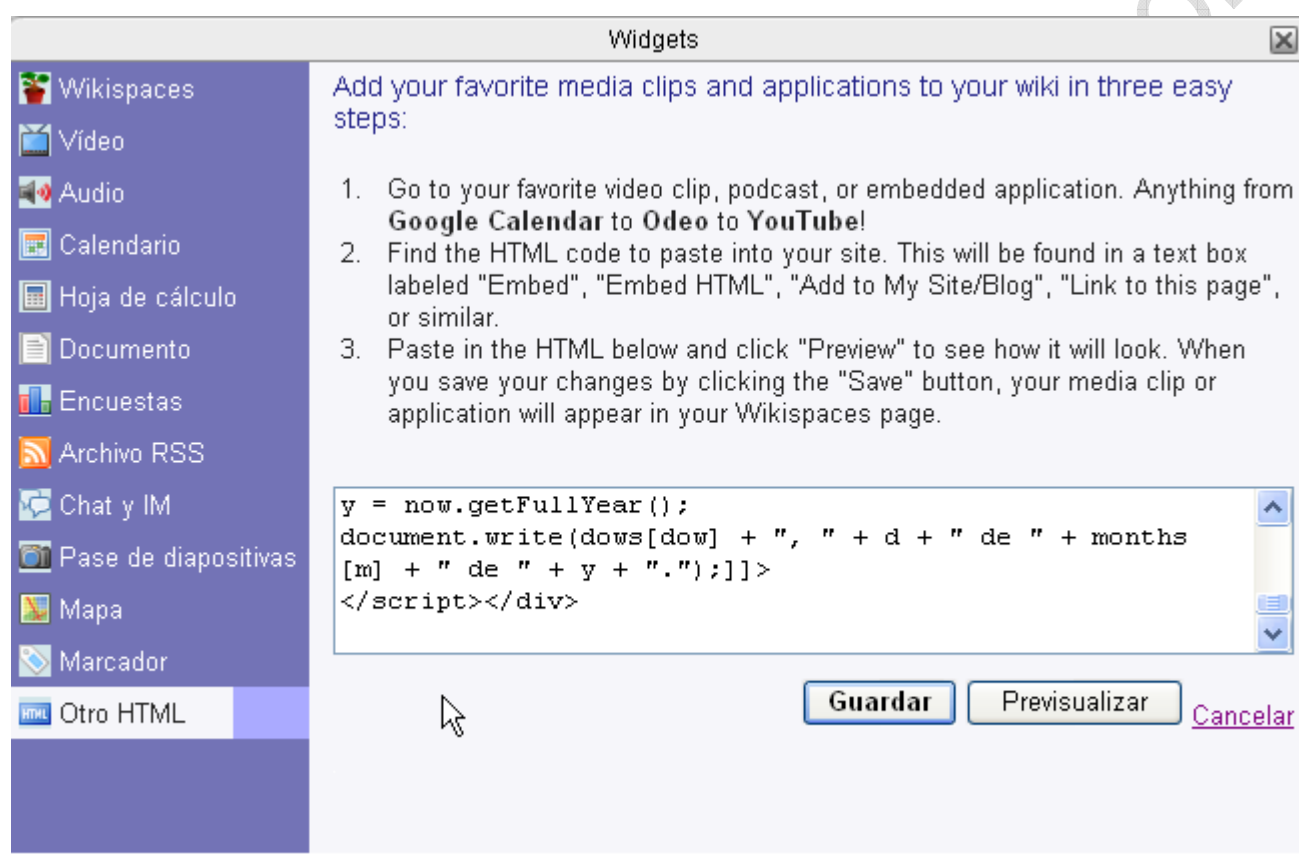 Widgets
Wikispaces
Vídeo
Audio
Calendario
Hoja de cálculo
Documento
Encuestas
Archivo RSS
Chat y IM
Pase de diapositivas
Mapa
Marcador
Otro HTML
Add your favorite media clips and applications to your wiki in three easy
steps:
1. Go to your favorite video clip, podcast, or embedded application. Anything from
Google Calendar to Odeo to YouTube!
2. Find the HTML code to paste into your site. This will be found in a text box
labeled "Embed", "Embed HTML", "Add to My Site/Blog", "Link to this page",
or similar.
3. Paste in the HTML below and click "Preview" to see how it will look. When
you save your changes by clicking the "Save" button, your media clip or
application will appear in your Wikispaces page.
y = now.getFullYear();
document.write(dows[dow] + ", " + d + " de " + months
[m] + " de " + y + ".");]]>
</script></div>
Guardar
Previsualizar
Cancelar